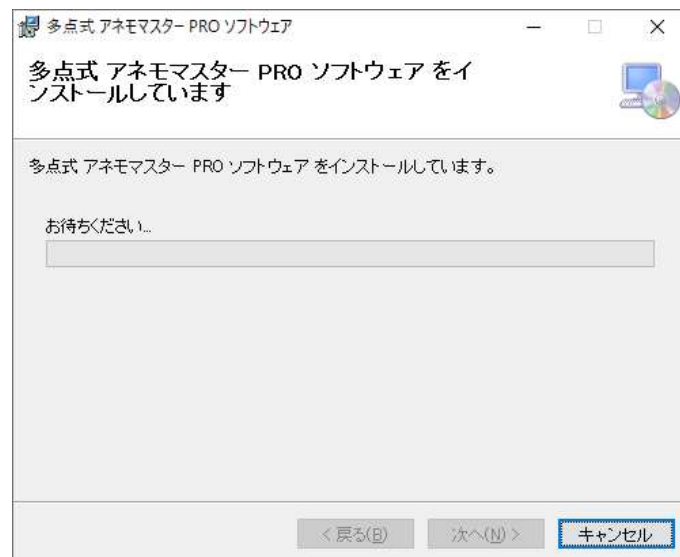 多点式 アネモマスター PRO ソフトウェア
多点式 アネモマスター PRO ソフトウェア をイ
ンストールしています
多点式 アネモマスター PRO ソフトウェア をインストールしています。
お待ちください...
< 戻る(B) 次へ(N) > キャンセル